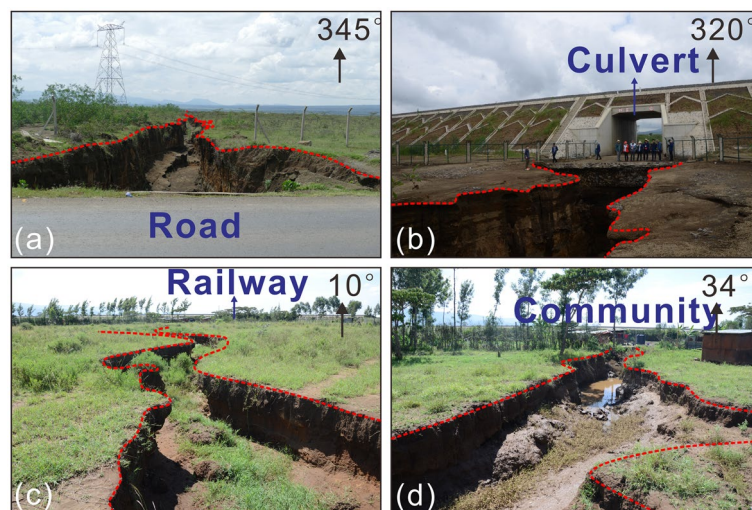 345°
Road
(a)
320°
Culvert
(b)
Railway 10°
(c)
34°
Community
(d)